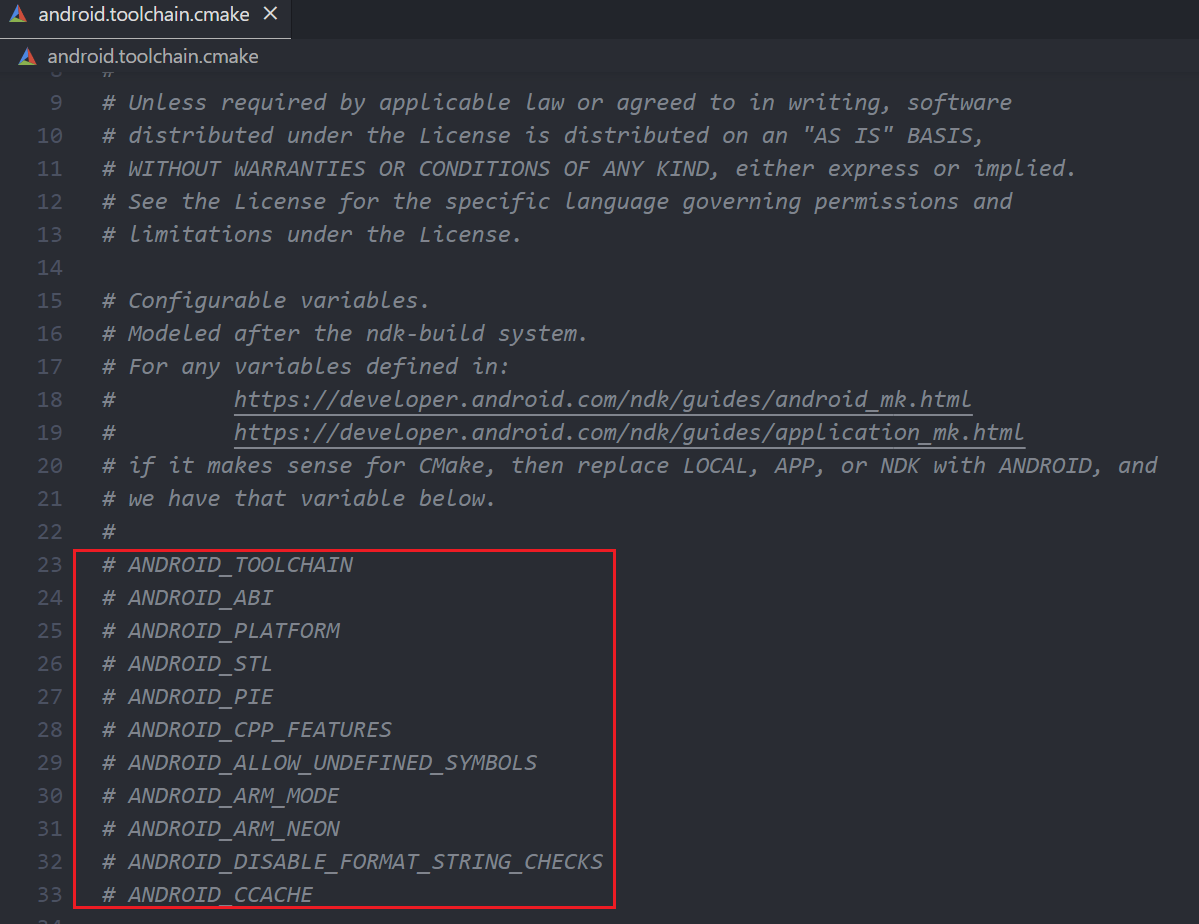 android.toolchain.cmake ×
android.toolchain.cmake
9 # Unless required by applicable law or agreed to in writing, software
10 # distributed under the License is distributed on an "AS IS" BASIS,
11 # WITHOUT WARRANTIES OR CONDITIONS OF ANY KIND, either express or implied.
12 # See the License for the specific language governing permissions and
13 # limitations under the License.
14
15 # Configurable variables.
16 # Modeled after the ndk-build system.
17 # For any variables defined in:
18 #         https://developer.android.com/ndk/guides/android_mk.html
19 #         https://developer.android.com/ndk/guides/application_mk.html
20 # if it makes sense for CMake, then replace LOCAL, APP, or NDK with ANDROID, and
21 # we have that variable below.
22 #
23 # ANDROID_TOOLCHAIN
24 # ANDROID_ABI
25 # ANDROID_PLATFORM
26 # ANDROID_STL
27 # ANDROID_PIE
28 # ANDROID_CPP_FEATURES
29 # ANDROID_ALLOW_UNDEFINED_SYMBOLS
30 # ANDROID_ARM_MODE
31 # ANDROID_ARM_NEON
32 # ANDROID_DISABLE_FORMAT_STRING_CHECKS
33 # ANDROID_CCACHE